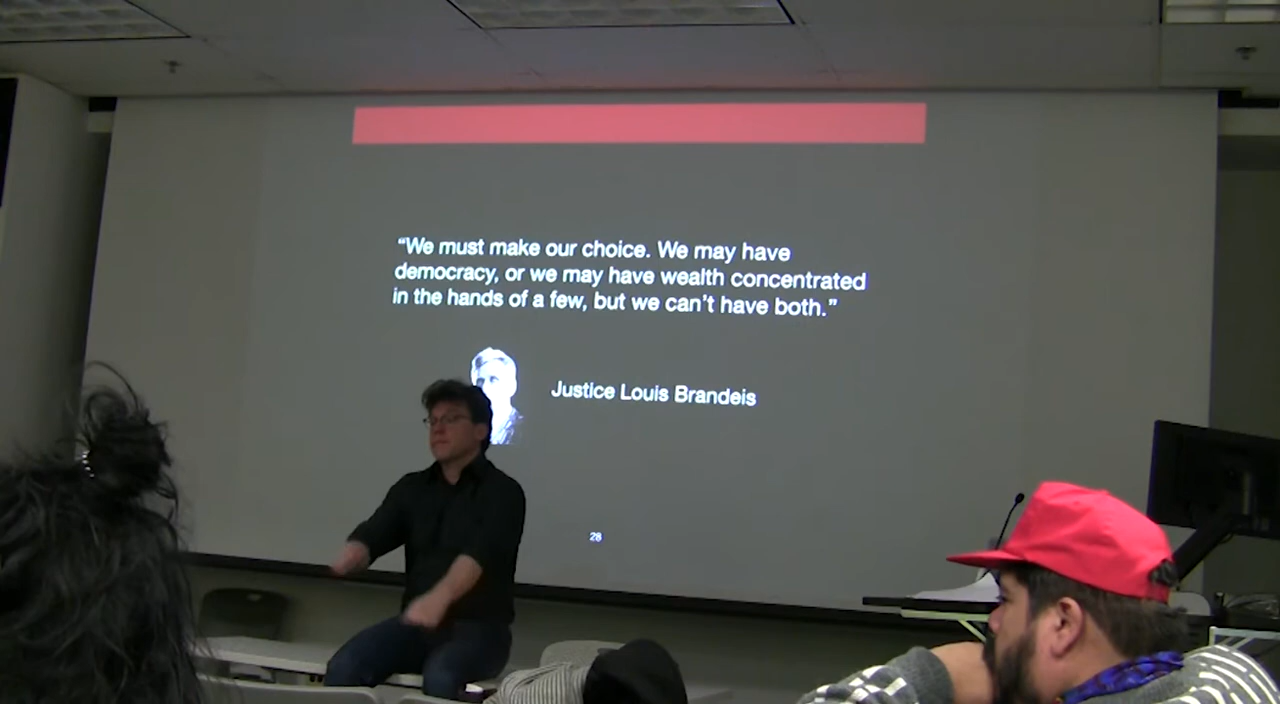 “We must make our choice. We may have
democracy, or we may have wealth concentrated
in the hands of a few, but we can’t have both.”
Justice Louis Brandeis
28